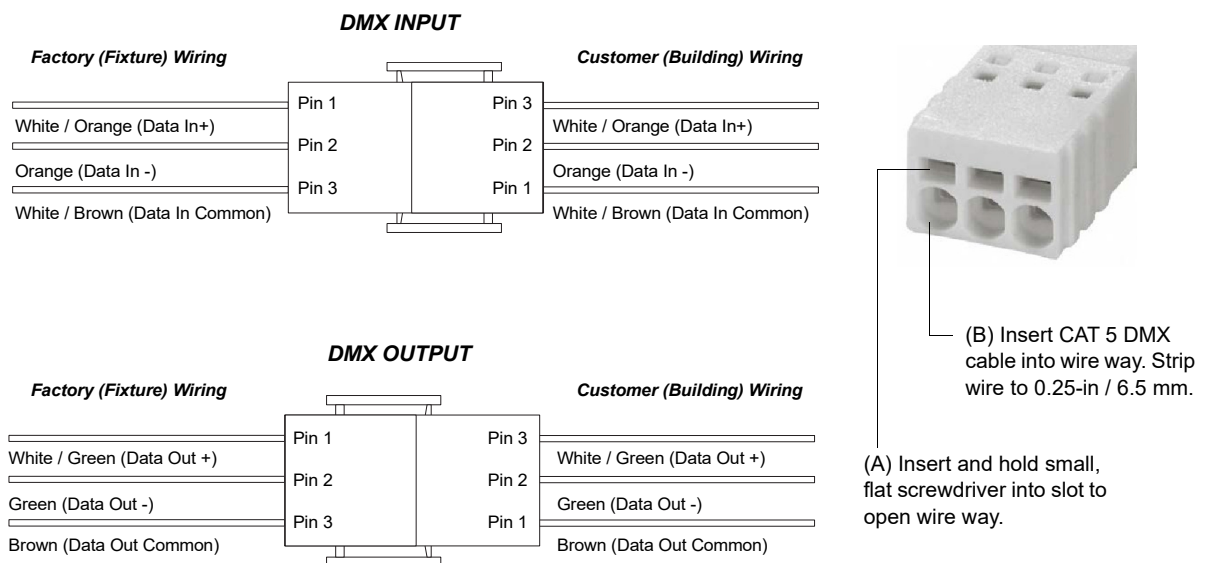 DMX INPUT
Factory (Fixture) Wiring
Customer (Building) Wiring
Pin 1
Pin 3
White / Orange (Data In+)
White / Orange (Data In+)
Pin 2
Pin 2
Orange (Data In -)
Orange (Data In -)
Pin 3
Pin 1
White / Brown (Data In Common)
White / Brown (Data In Common)
DMX OUTPUT
Factory (Fixture) Wiring
Customer (Building) Wiring
Pin 1
Pin 3
White / Green (Data Out +)
White / Green (Data Out +)
Pin 2
Pin 2
Green (Data Out -)
Green (Data Out -)
Pin 3
Pin 1
Brown (Data Out Common)
Brown (Data Out Common)
(B) Insert CAT 5 DMX
cable into wire way. Strip
wire to 0.25-in / 6.5 mm.
(A) Insert and hold small,
flat screwdriver into slot to
open wire way.